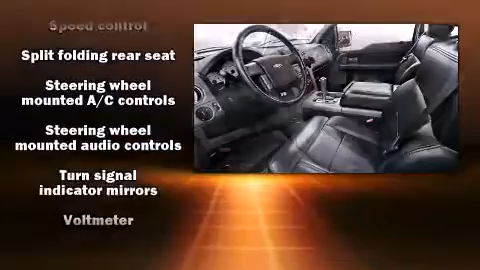 Speed control
Split folding rear seat
Steering wheel
mounted A/C controls
Steering wheel
mounted audio controls
Turn signal
indicator mirrors
Voltmeter